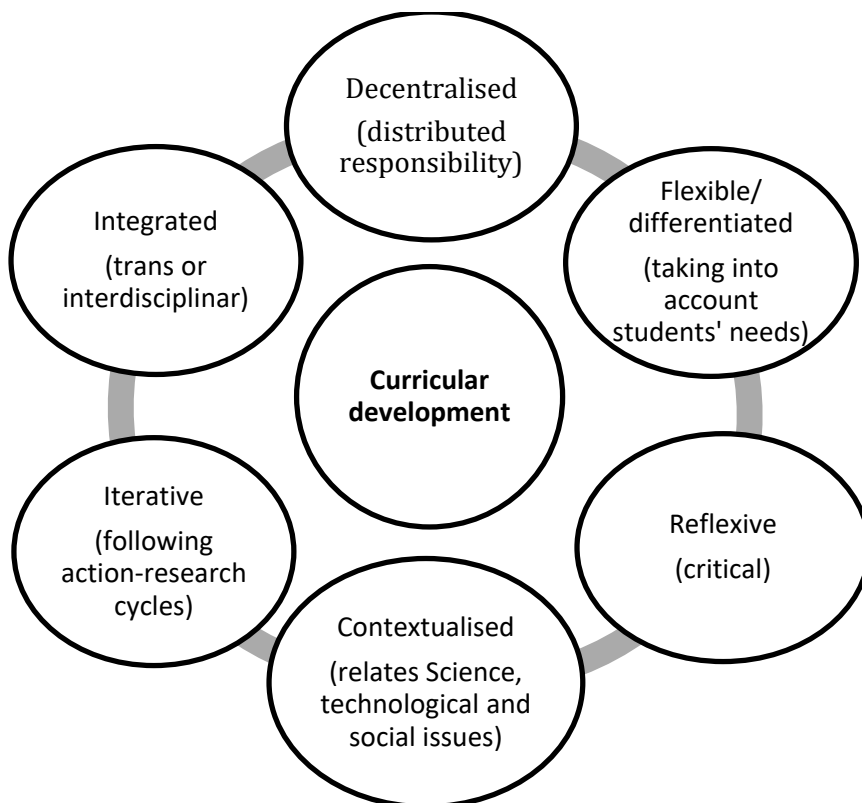 Decentralised
(distributed
responsibility)
Flexible/
differentiated
(taking into
account
students' needs)
Reflexive
(critical)
Contextualised
(relates Science,
technological and
social issues)
Iterative
(following
action-research
cycles)
Integrated
(trans or
interdisciplinar)
Curricular
development